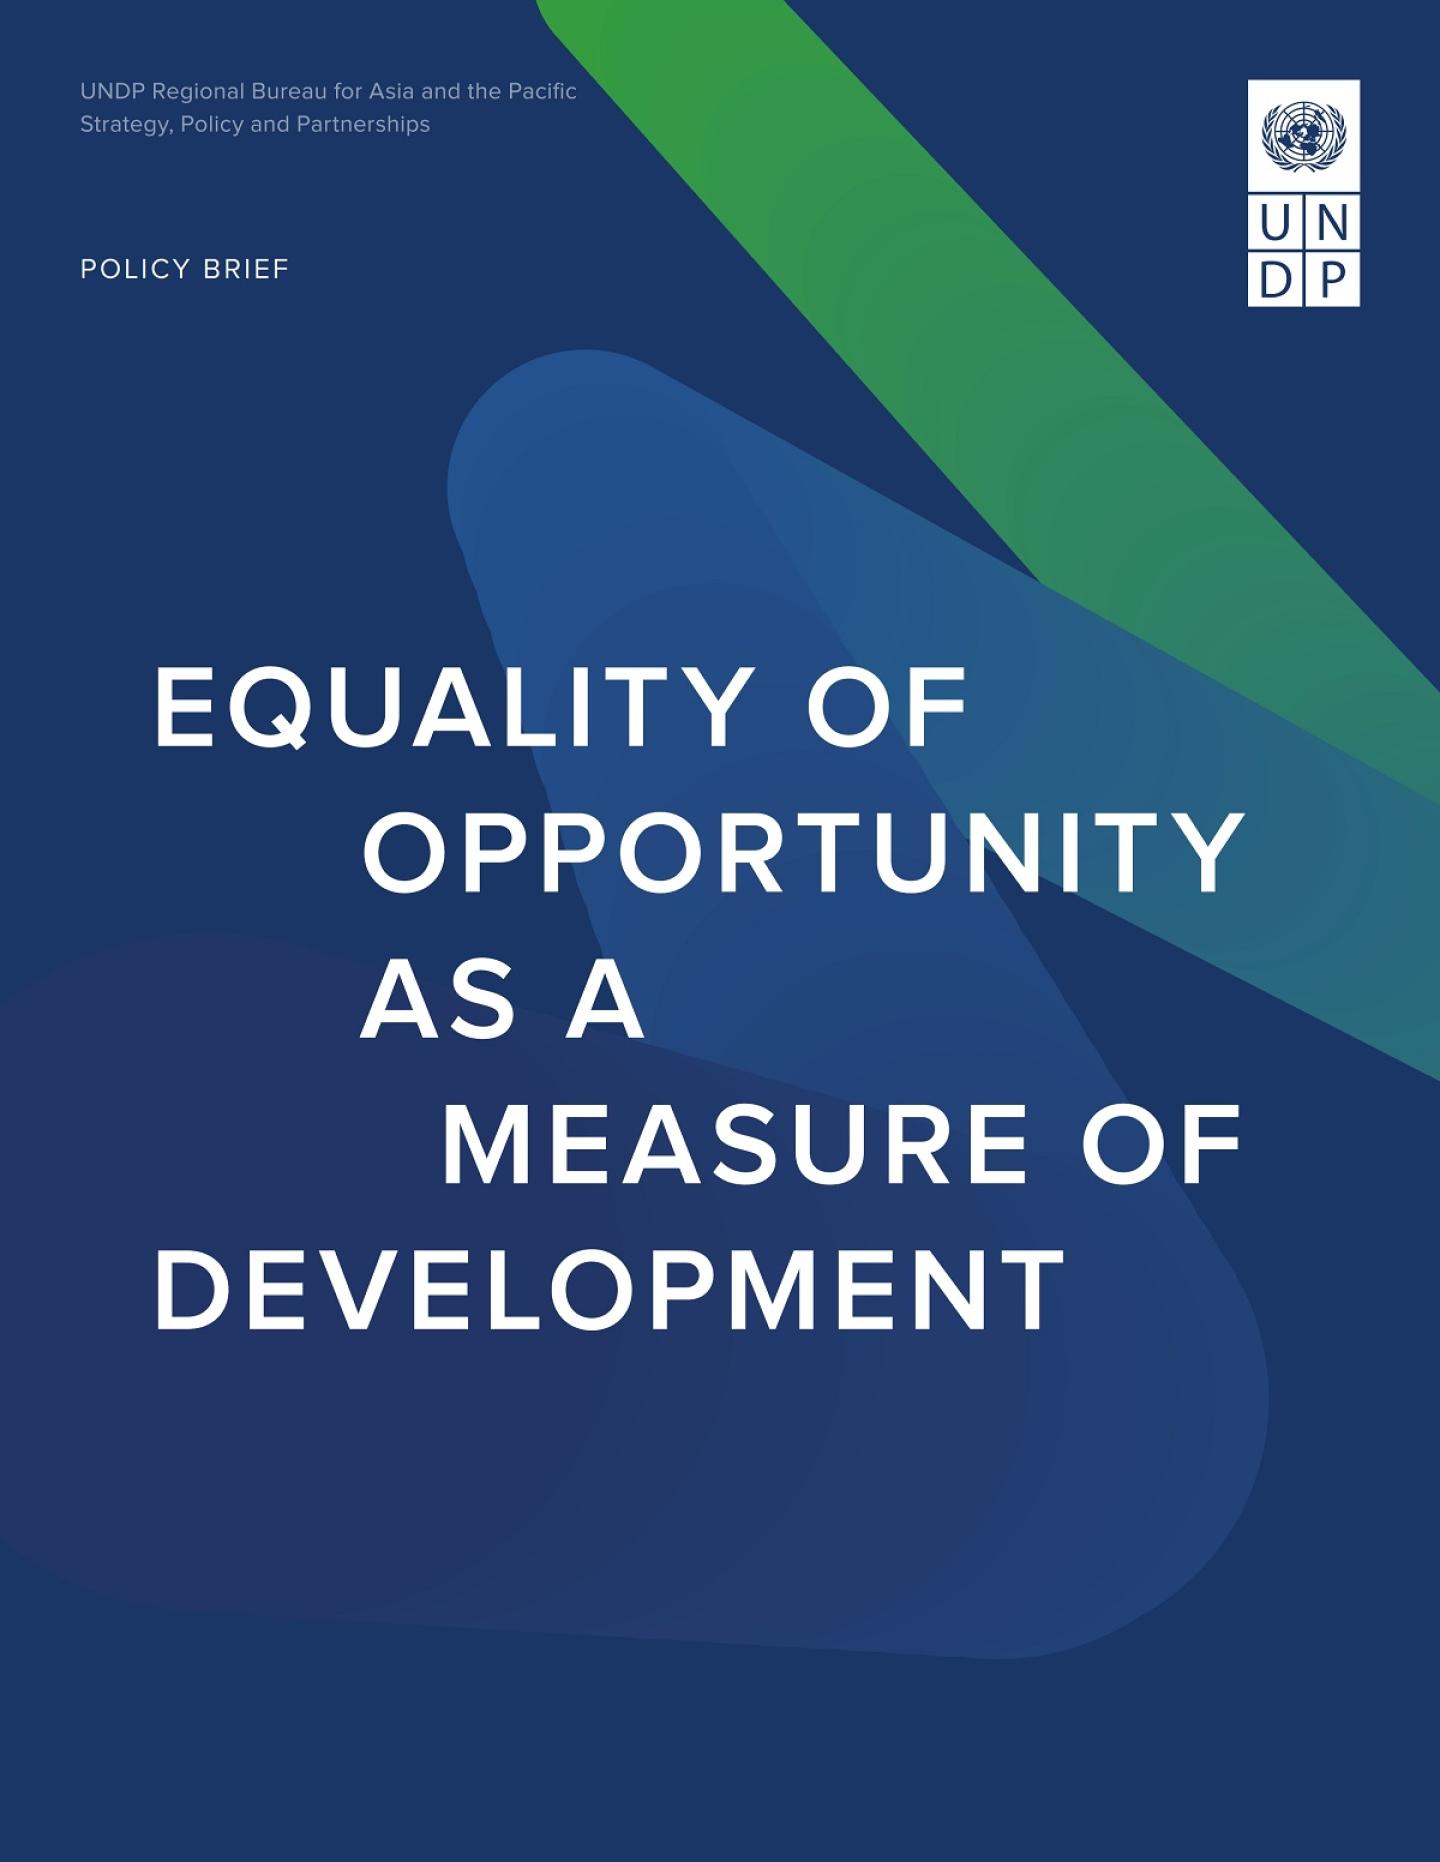 UNDP Regional Bureau for Asia and the Pacific
Strategy, Policy and Partnerships
POLICY BRIEF
U N
D P
EQUALITY OF
OPPORTUNITY
AS A
MEASURE OF
DEVELOPMENT